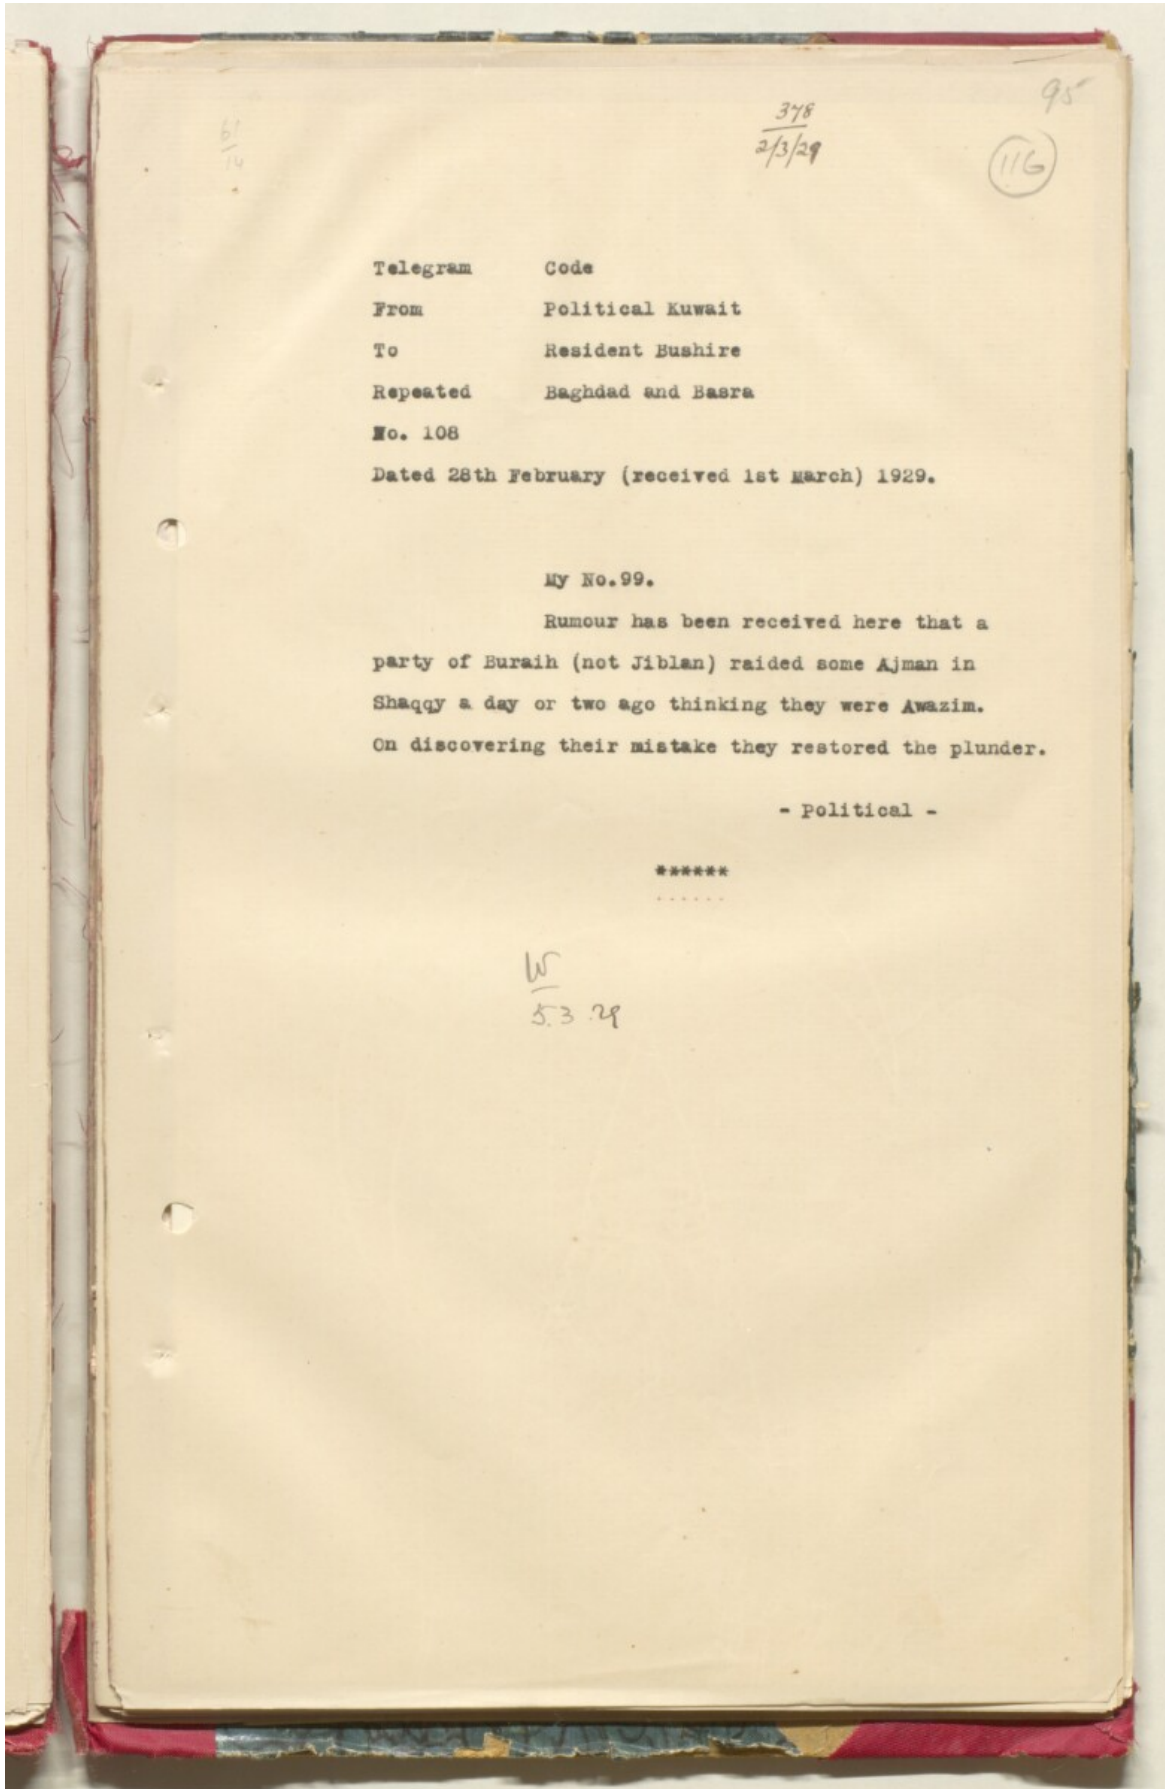 95
378
2/3/29
116
61
14
Telegram Code
From Political Kuwait
To Resident Bushire
Repeated Baghdad and Basra
No. 108
Dated 28th February (received 1st March) 1929.
My No.99.
Rumour has been received here that a
party of Buraih (not Jiblan) raided some Ajman in
Shaqqy a day or two ago thinking they were Awazim.
On discovering their mistake they restored the plunder.
- Political -
******
......
W
5.3.29